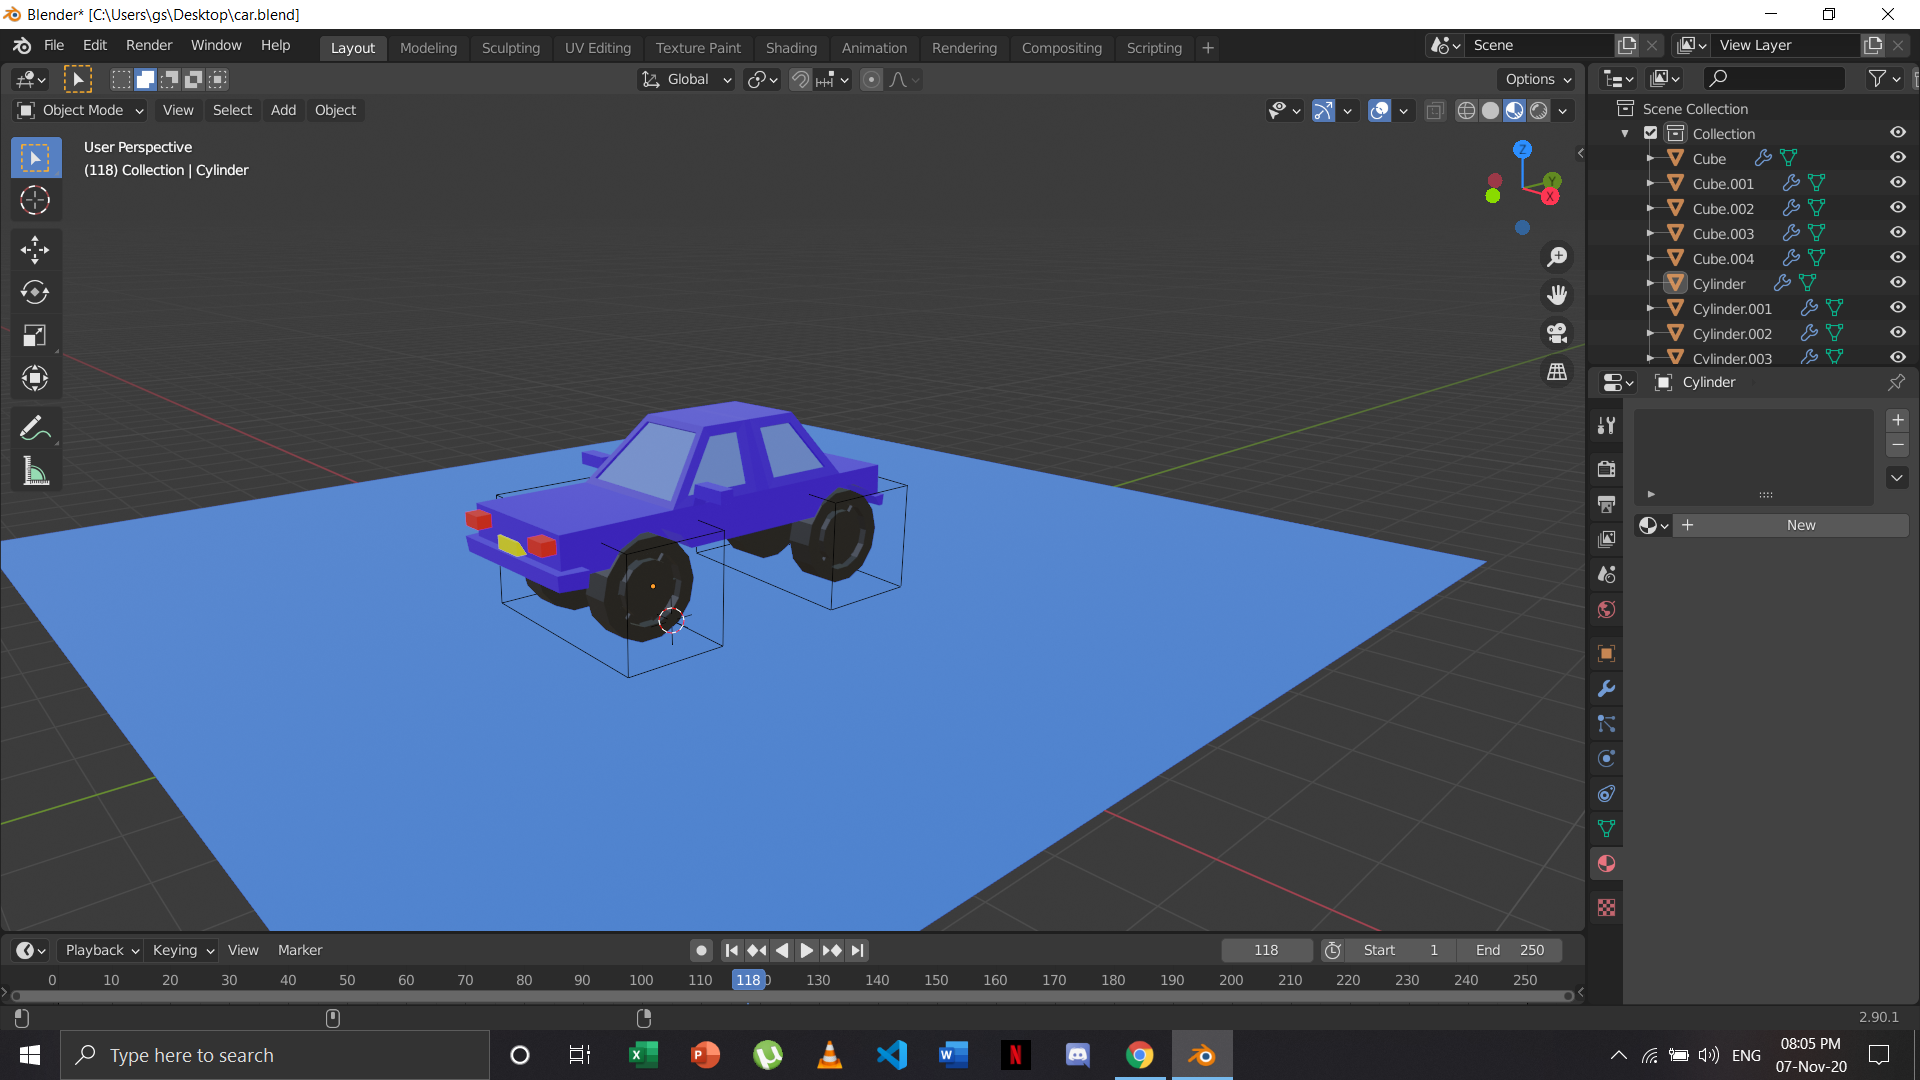 Blender* [C:\Users\gs\Desktop\car.blend]
File Edit Render Window Help
Layout Modeling Sculpting UV Editing Texture Paint Shading Animation Rendering Compositing Scripting +
Scene
View Layer
Global
Options
Object Mode View Select Add Object
User Perspective
(118) Collection | Cylinder
Z
Y
X
Scene Collection
Collection
Cube
Cube.001
Cube.002
Cube.003
Cube.004
Cylinder
Cylinder.001
Cylinder.002
Cylinder.003
Cylinder
+ New
Playback Keying View Marker
118
Start 1
End 250
0 10 20 30 40 50 60 70 80 90 100 110 118 130 140 150 160 170 180 190 200 210 220 230 240 250
2.90.1
Type here to search
ENG
08:05 PM
07-Nov-20